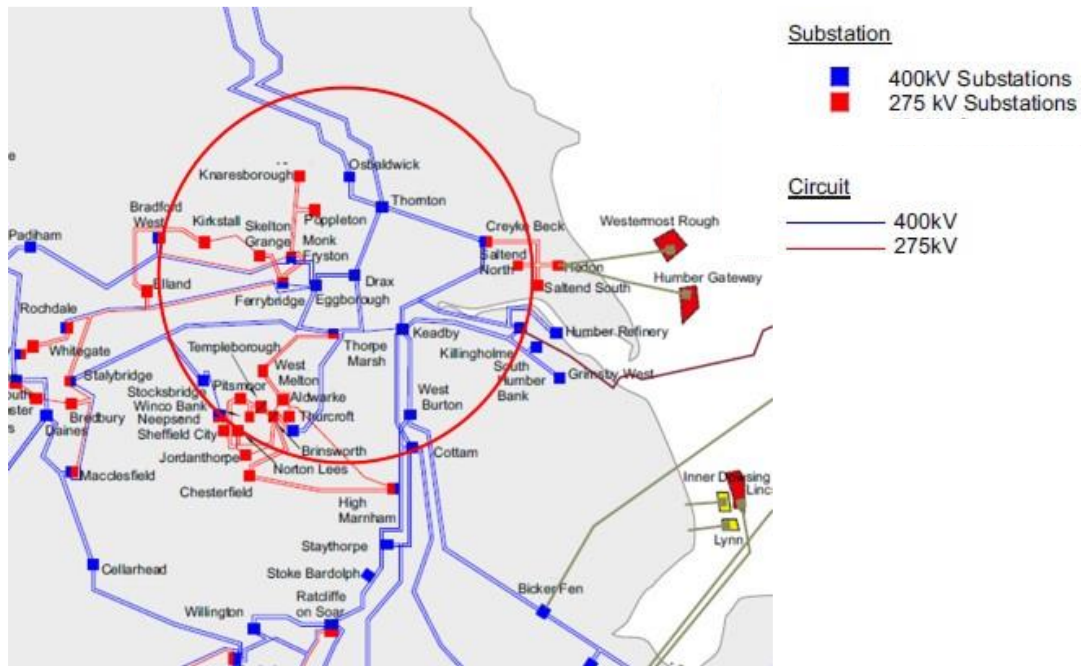 Substation
400kV Substations
275 kV Substations
Circuit
400kV
275kV
Osbaldwick
Knaresborough
Thornton
Bradford
West
Kirkstall
Skelton
Grange
Poppleton
Monk
Fryston
Creyke Beck
Westermost Rough
Padiham
Saltend
North
Hedon
Humber Gateway
Drax
Elland
Saltend South
Ferrybridge
Eggborough
Rochdale
Keadby
Humber Refinery
Templeborough
Thorpe
Marsh
Killingholme
Whitegate
West
Melton
South
Humber
Bank
Grimsby West
Stalybridge
Stocksbridge
Pitsmoor
Aldwarke
West
Burton
Winco Bank
Neepsend
Thurcroft
Bredbury
Daines
Sheffield City
Brinsworth
Cottam
Jordanthorpe
Norton Lees
Macclesfield
Chesterfield
High
Marnham
Inner Dowsing
Linc
Lynn
Staythorpe
Cellarhead
Stoke Bardolph
Bicker Fen
Willington
Ratcliffe
on Soar